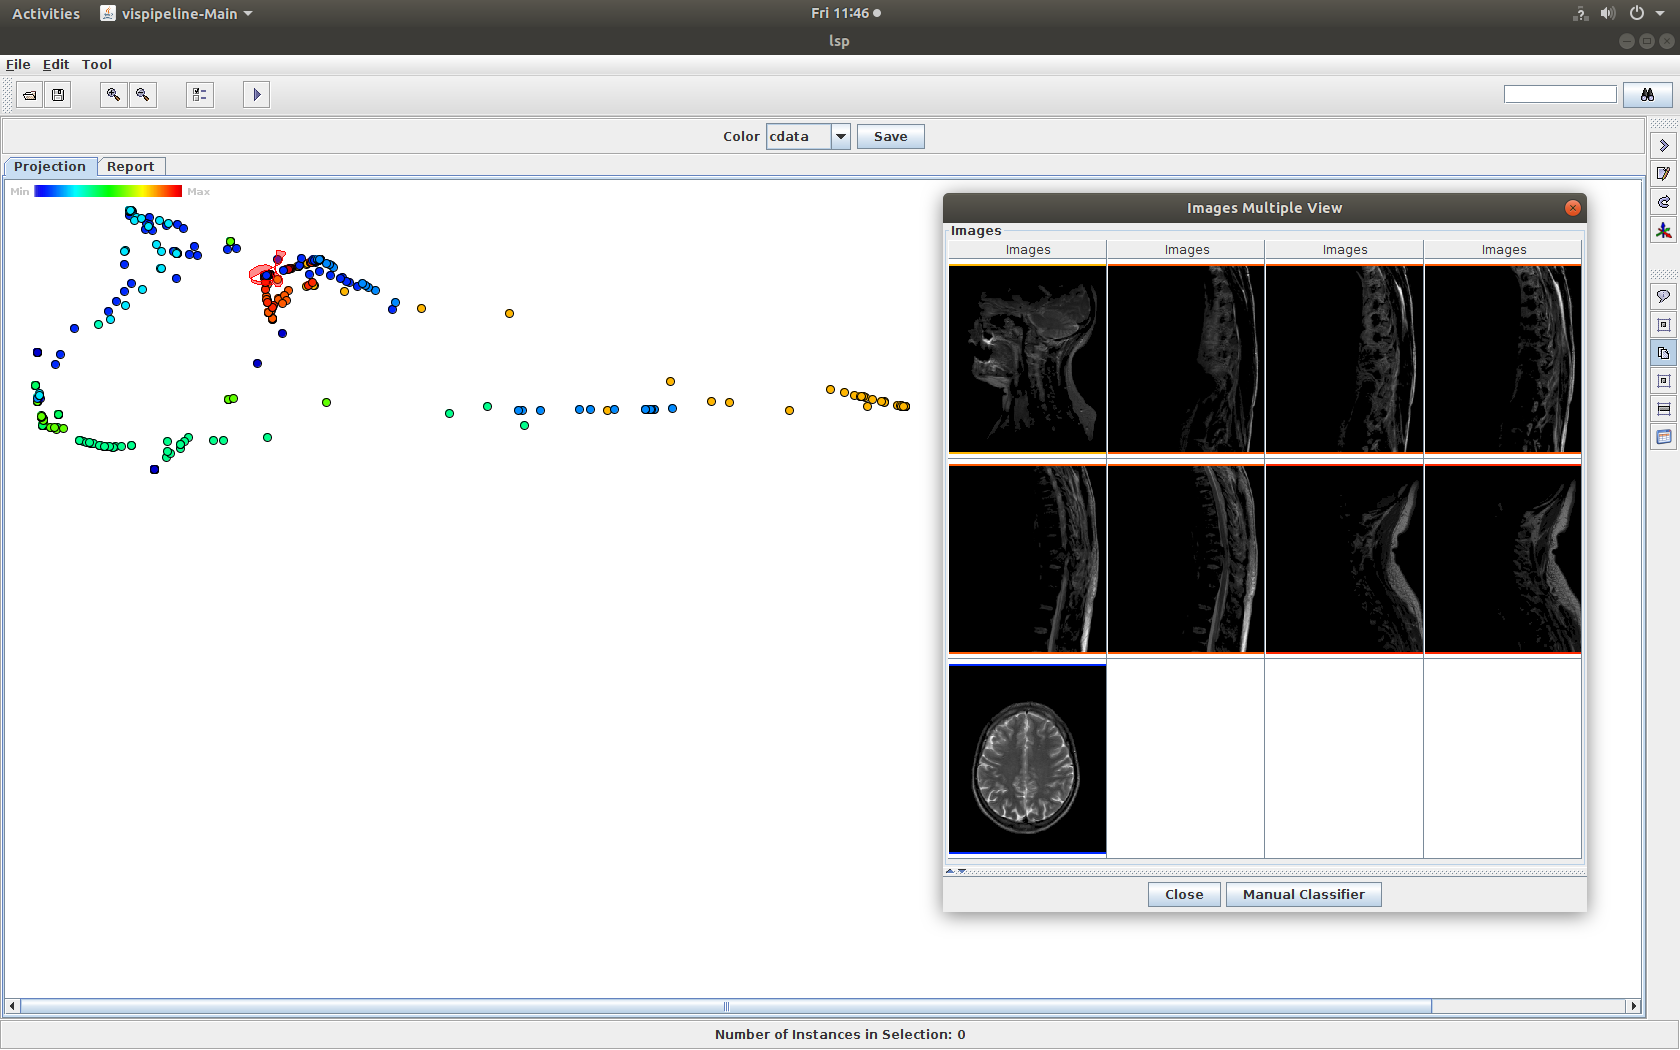 Activities vispipeline-Main Fri 11:46
lsp
File Edit Tool
Color cdata Save
Projection Report
Min Max
Images Multiple View
Images
Images Images Images Images
Close Manual Classifier
Number of Instances in Selection: 0